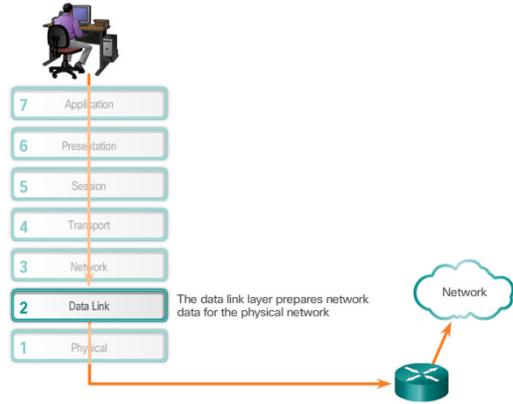 7 Application
6 Presentation
5 Session
4 Transport
3 Network
2 Data Link
The data link layer prepares network
data for the physical network
1 Physical
Network